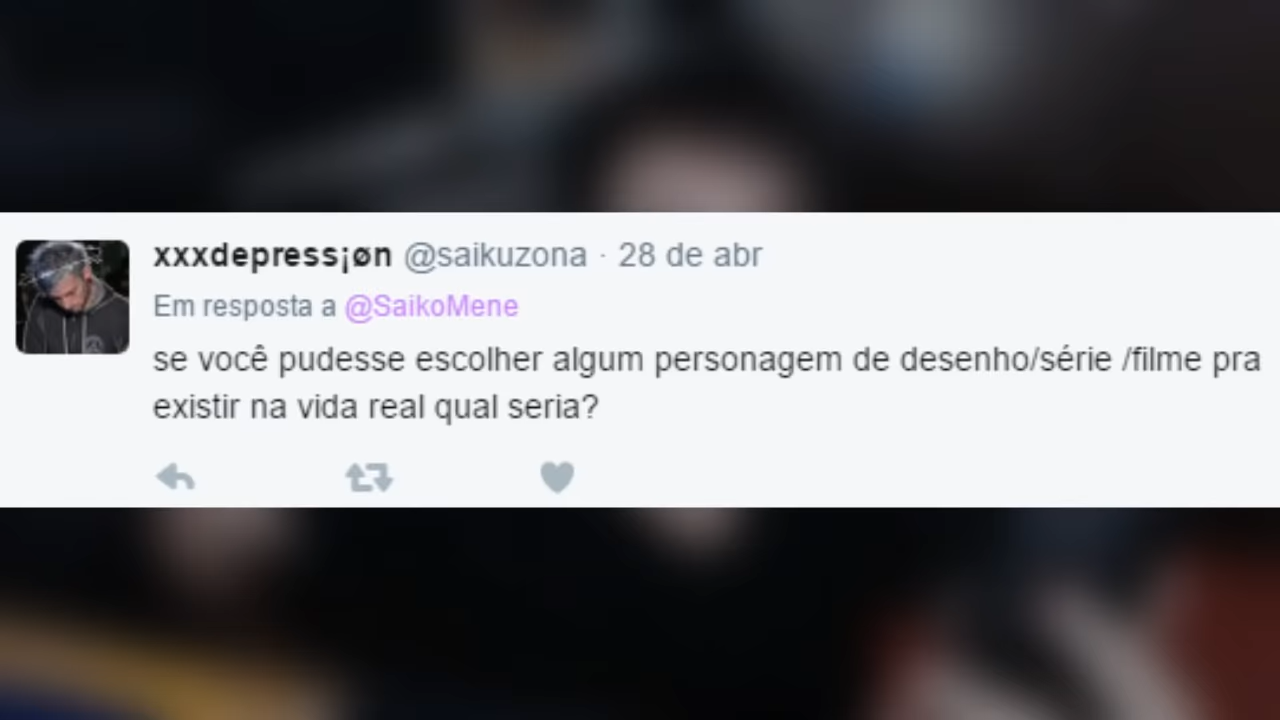 xxxdepress¡øn @saikuzona · 28 de abr
Em resposta a @SaikoMene
se você pudesse escolher algum personagem de desenho/série /filme pra
existir na vida real qual seria?